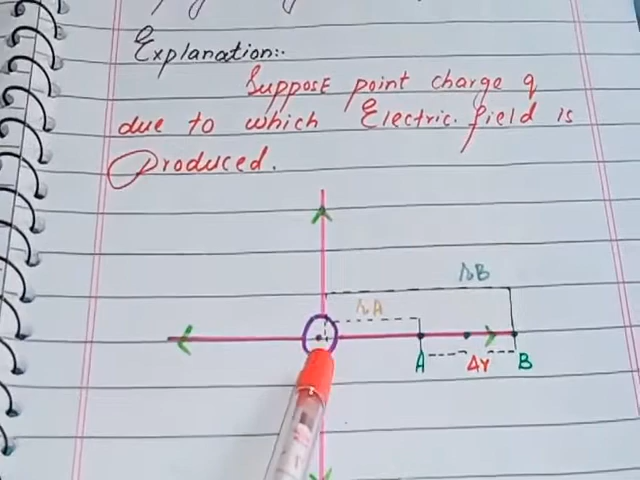 Explanation:-
Suppose point charge q
due to which Electric field is
produced.
rB
rA
A
Δr
B